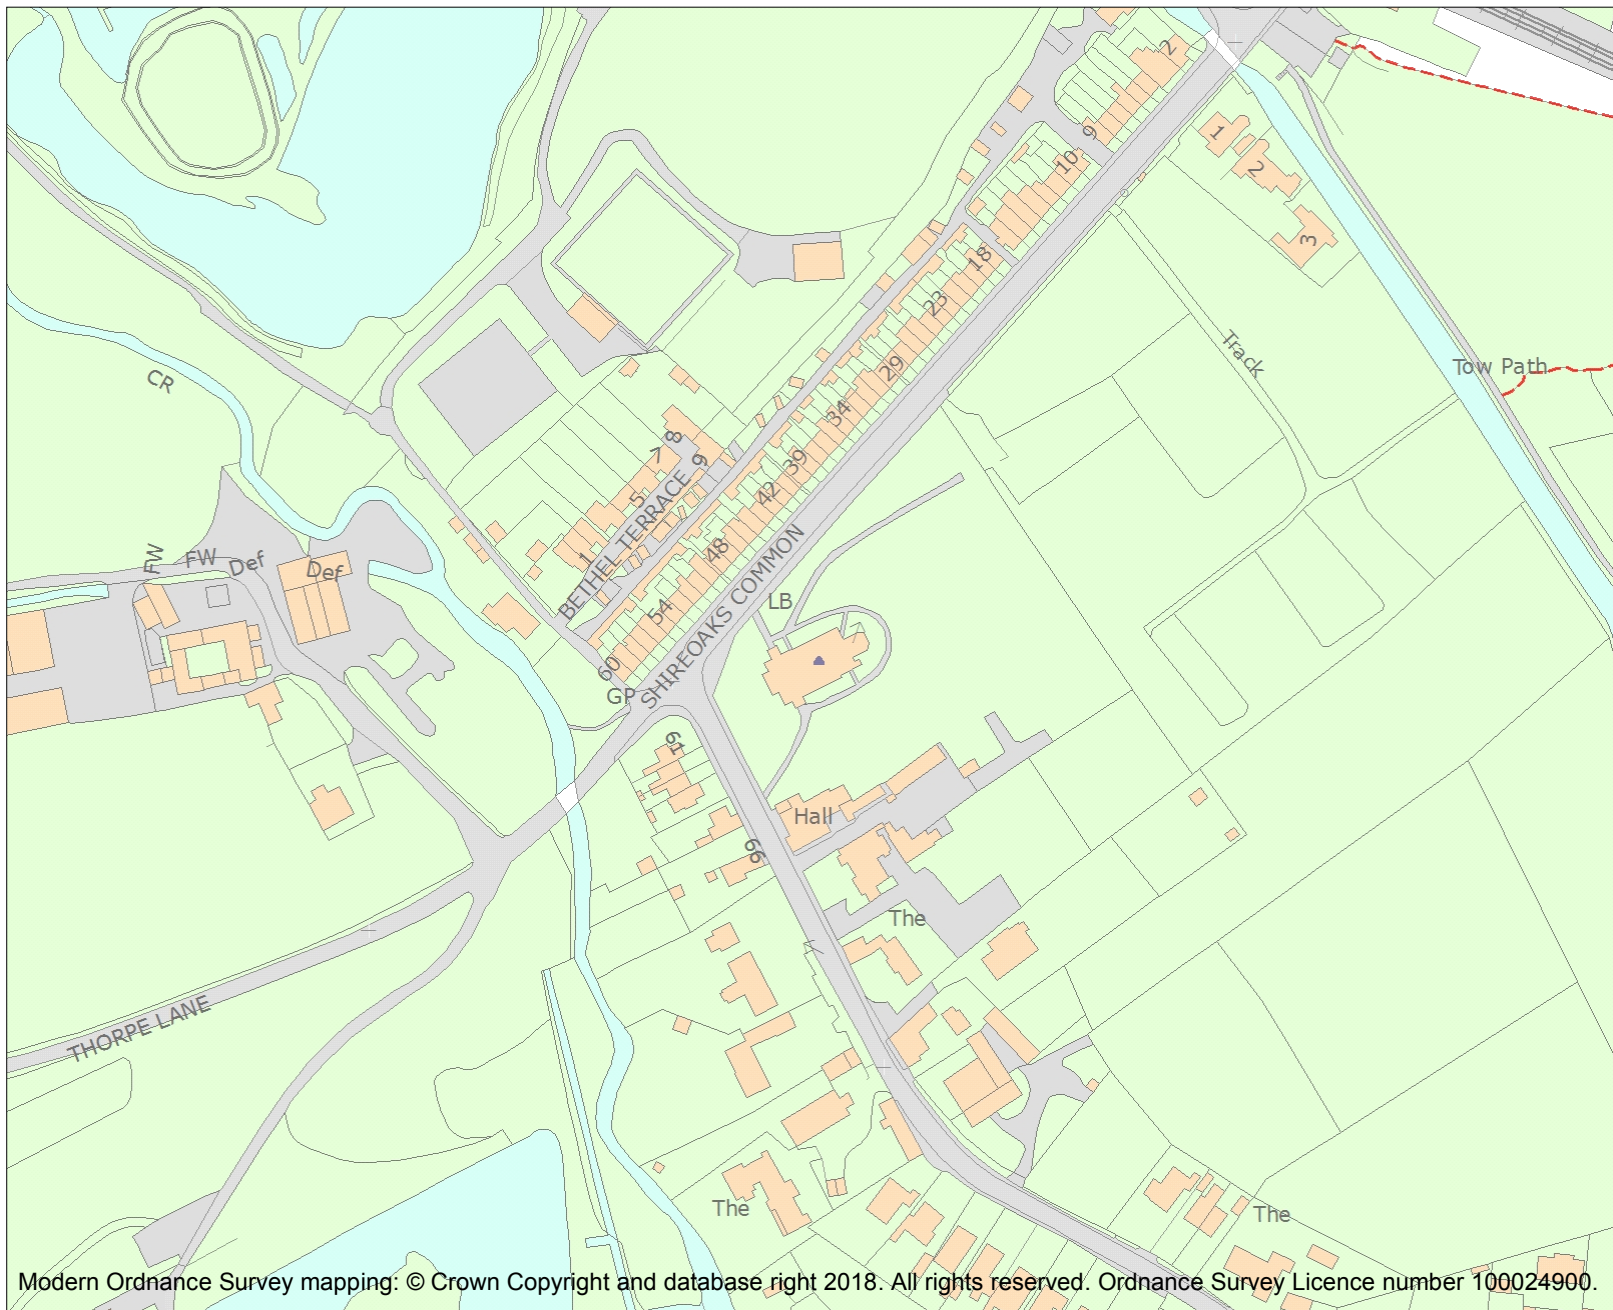 2
1
9
2
10
3
18
23
Track
29
Tow Path
CR
34
8
7
39
9
42
5
BETHEL TERRACE
1
48
SHIREOAKS COMMON
FW
FW
Def
Def
LB
54
60
GP
61
Hall
66
The
THORPE LANE
The
The
Modern Ordnance Survey mapping: © Crown Copyright and database right 2018. All rights reserved. Ordnance Survey Licence number 100024900.